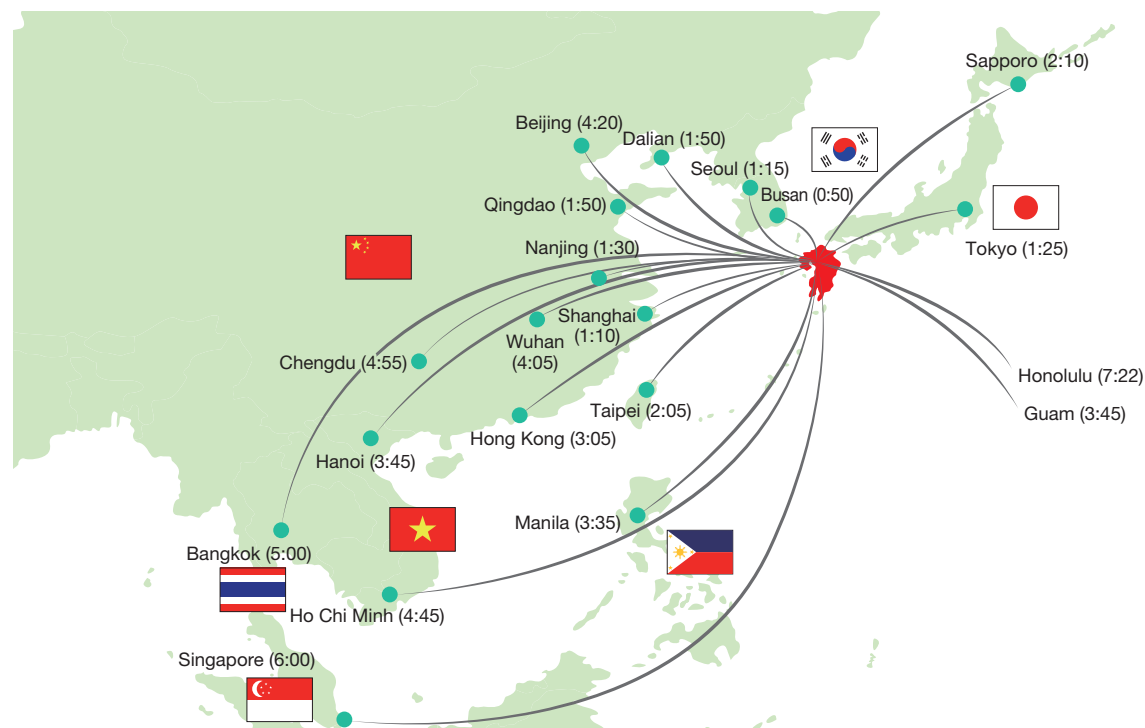 Sapporo (2:10)
Beijing (4:20)
Dalian (1:50)
Seoul (1:15)
Busan (0:50)
Qingdao (1:50)
Tokyo (1:25)
Nanjing (1:30)
Shanghai
(1:10)
Wuhan
(4:05)
Chengdu (4:55)
Honolulu (7:22)
Guam (3:45)
Taipei (2:05)
Hong Kong (3:05)
Hanoi (3:45)
Manila (3:35)
Bangkok (5:00)
Ho Chi Minh (4:45)
Singapore (6:00)